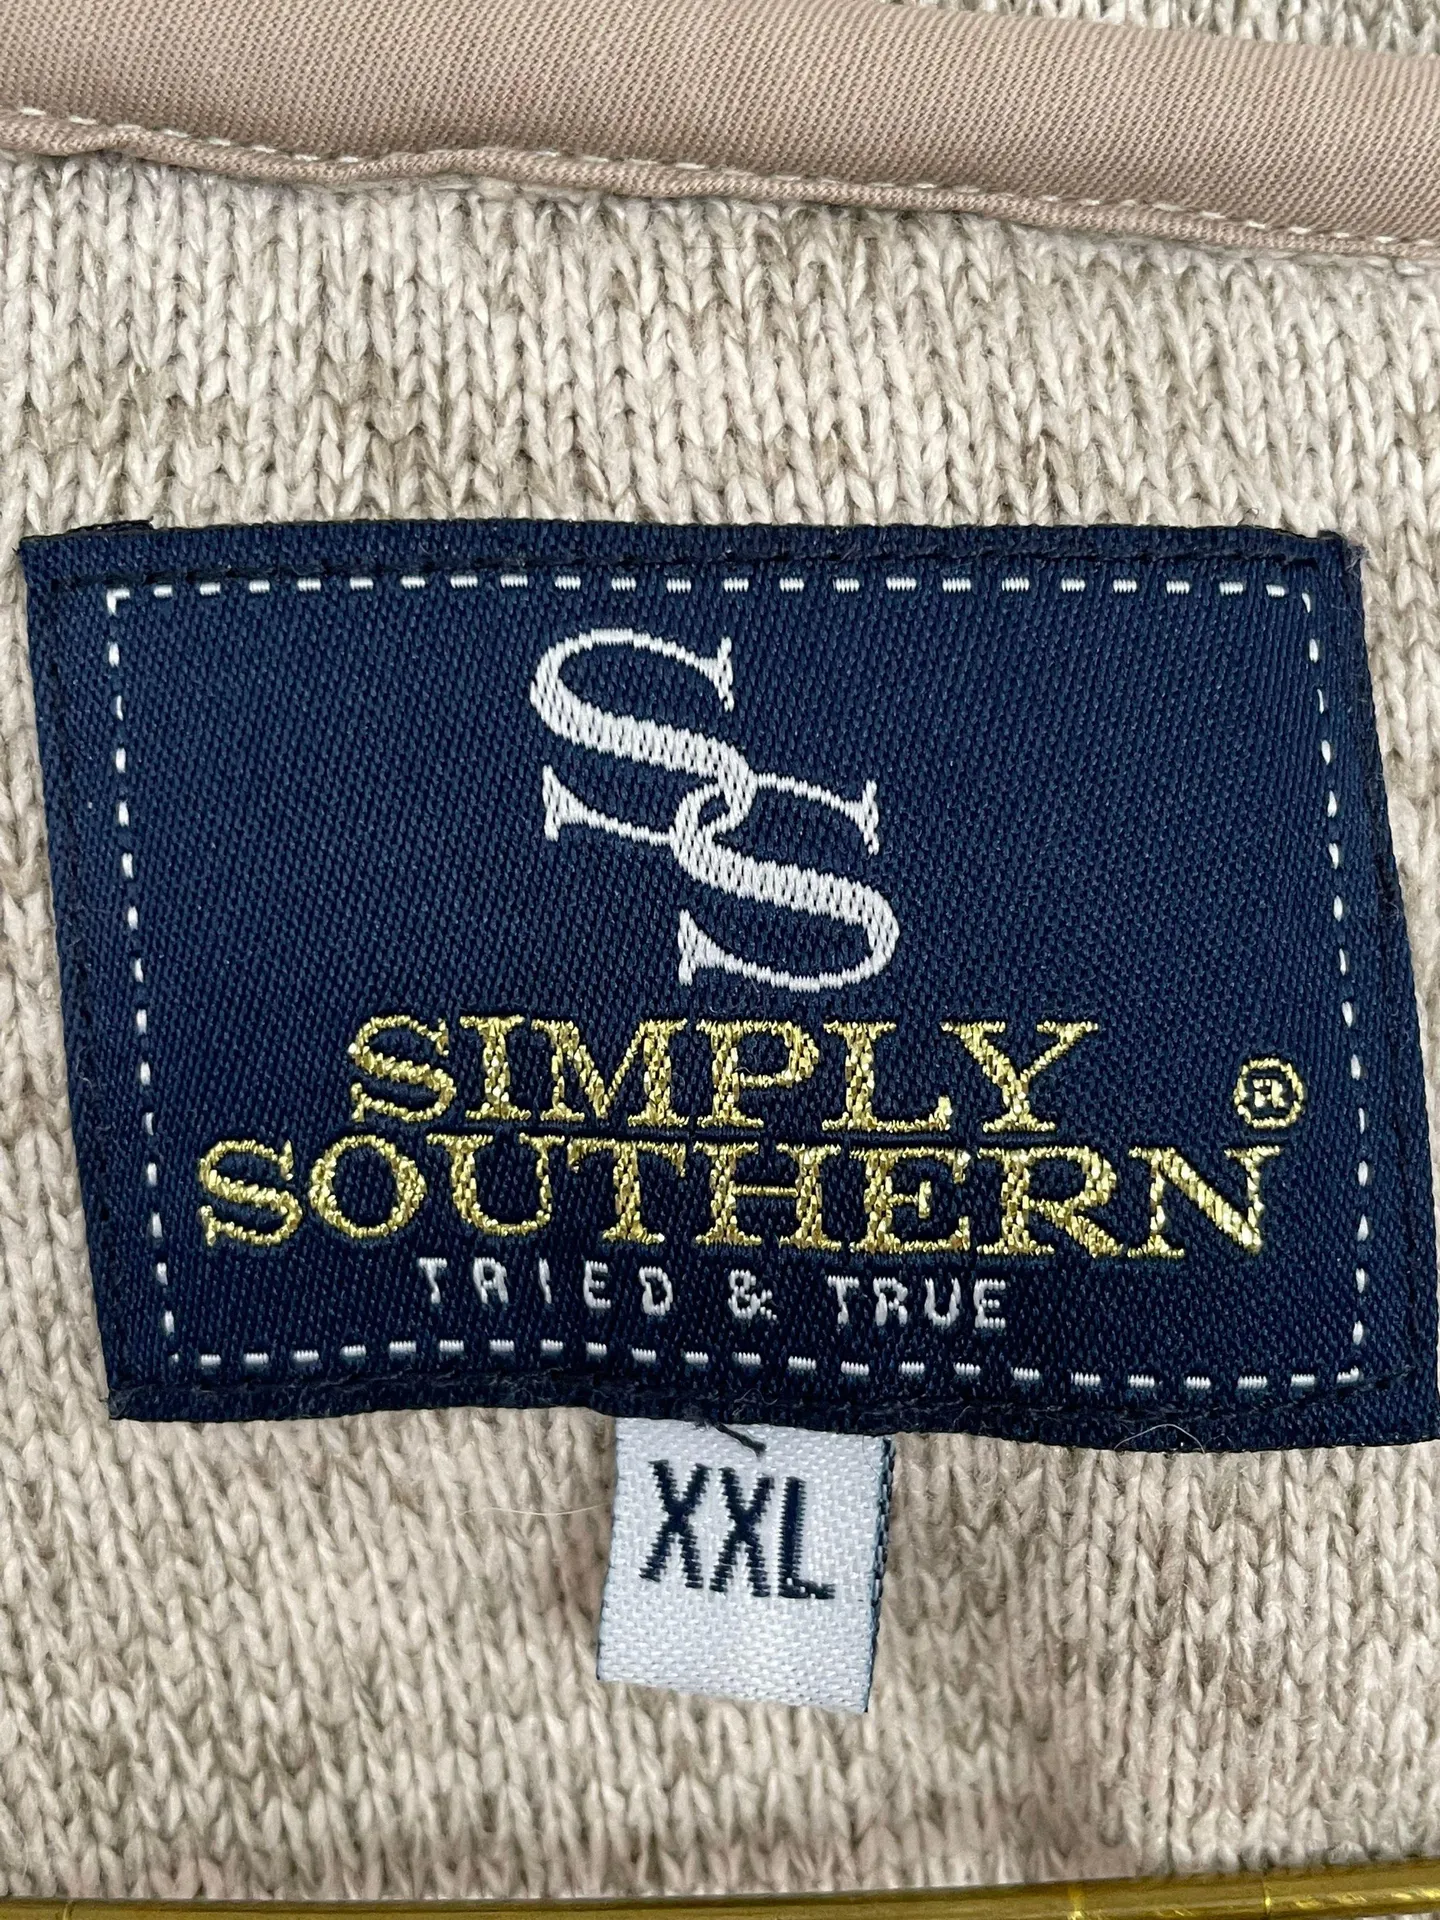 SS
SIMPLY
SOUTHERN®
TRIED & TRUE
XXL